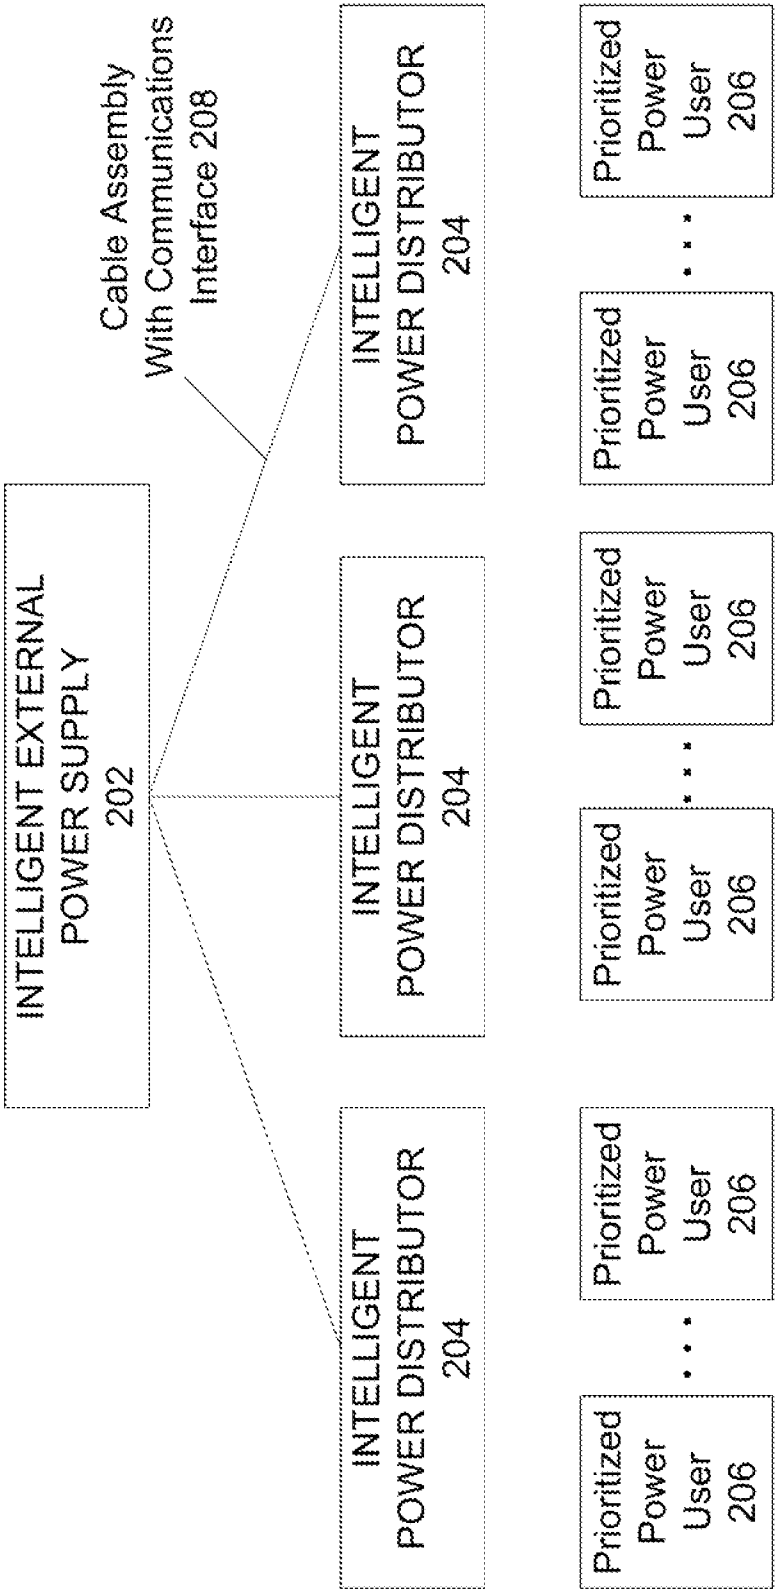 INTELLIGENT EXTERNAL
POWER SUPPLY
202
Cable Assembly
With Communications
Interface 208
INTELLIGENT
POWER DISTRIBUTOR
204
INTELLIGENT
POWER DISTRIBUTOR
204
INTELLIGENT
POWER DISTRIBUTOR
204
Prioritized
Power
User
206
Prioritized
Power
User
206
Prioritized
Power
User
206
Prioritized
Power
User
206
Prioritized
Power
User
206
Prioritized
Power
User
206